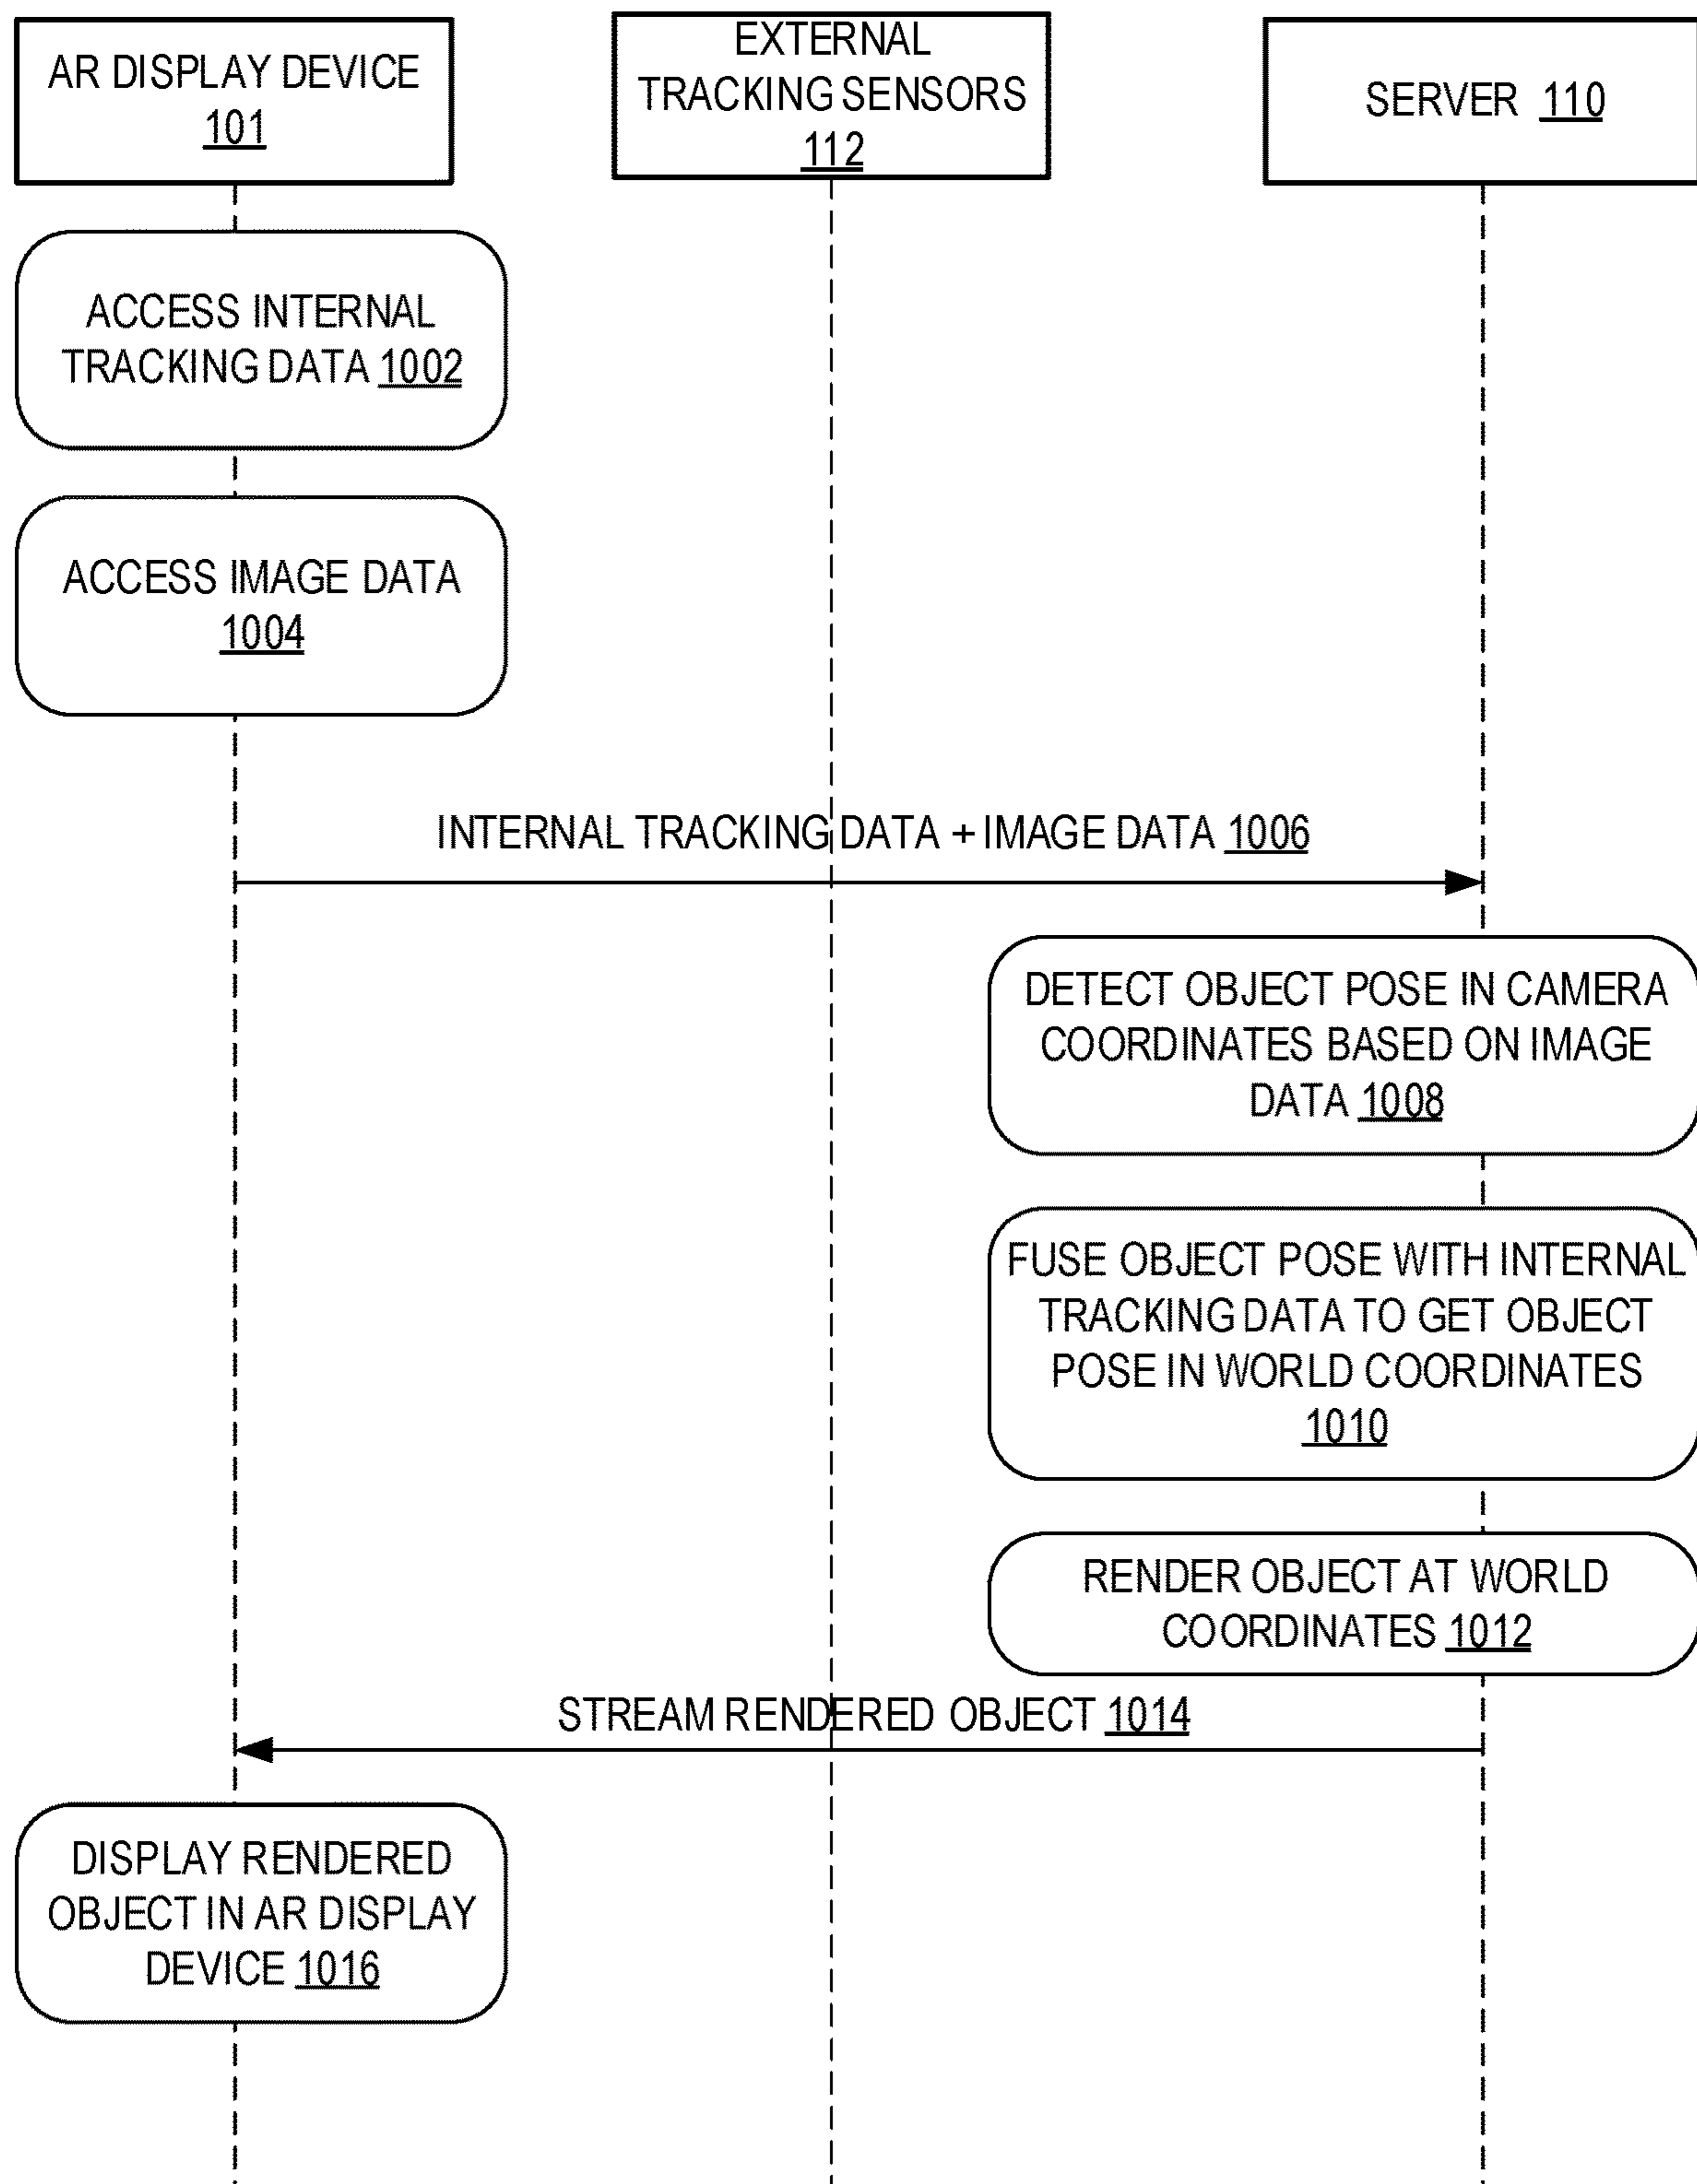 AR DISPLAY DEVICE
101
EXTERNAL
TRACKING SENSORS
112
SERVER 110
ACCESS INTERNAL
TRACKING DATA 1002
ACCESS IMAGE DATA
1004
INTERNAL TRACKING DATA + IMAGE DATA 1006
DETECT OBJECT POSE IN CAMERA
COORDINATES BASED ON IMAGE
DATA 1008
FUSE OBJECT POSE WITH INTERNAL
TRACKING DATA TO GET OBJECT
POSE IN WORLD COORDINATES
1010
RENDER OBJECT AT WORLD
COORDINATES 1012
STREAM RENDERED OBJECT 1014
DISPLAY RENDERED
OBJECT IN AR DISPLAY
DEVICE 1016